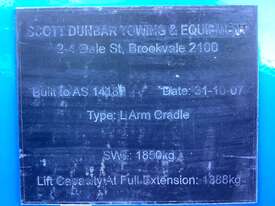 SCOTT DUNBAR TOWING & EQUIPMENT
2-4 Dale St, Brookvale 2100
Built to AS 1418? Date: 31-10-07
Type: L Arm Cradle
SWL: 1850kg
Lift Capacity At Full Extension: 1388kg